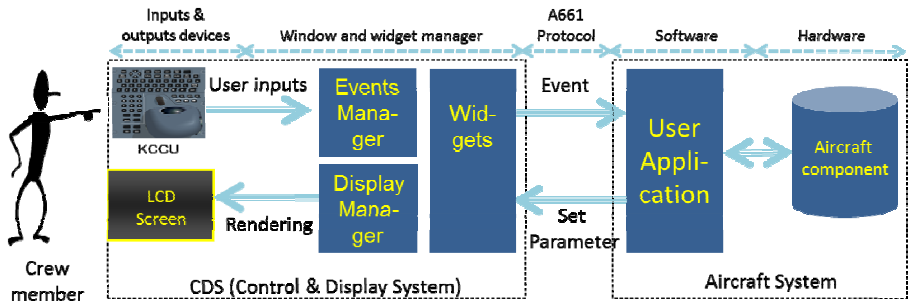 Inputs &
outputs devices
Window and widget manager
A661
Protocol
Software
Hardware
User inputs
KCCU
Events
Mana-
ger
Wid-
gets
Event
User
Appli-
cation
Aircraft
component
LCD
Screen
Rendering
Display
Mana-
ger
Set
Parameter
Crew
member
CDS (Control & Display System)
Aircraft System